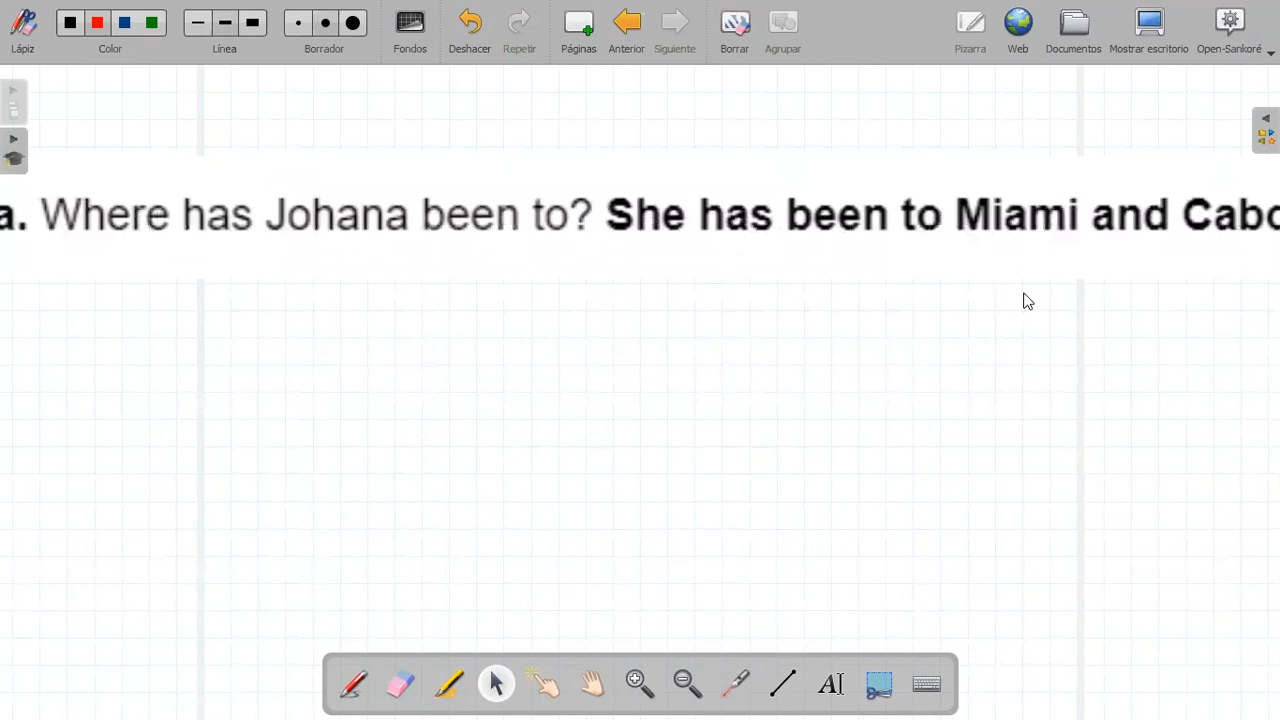 Lápiz Color Línea Borrador Fondos Deshacer Repetir Páginas Anterior Siguiente Borrar Agrupar Pizarra Web Documentos Mostrar escritorio Open-Sankoré
a. Where has Johana been to? She has been to Miami and Cabo
AI